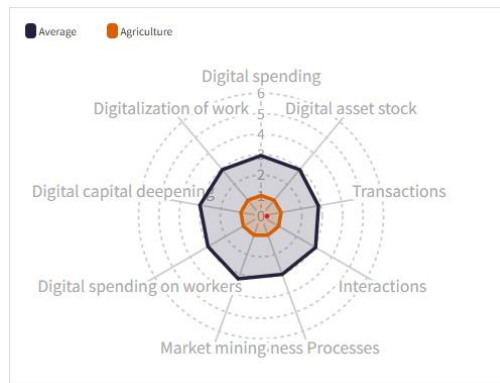 Average Agriculture
Digital spending
6
Digitalization of work Digital asset stock
5
4
3
2
Digital capital deepening Transactions
1
0
Digital spending on workers Interactions
Market mining ness Processes